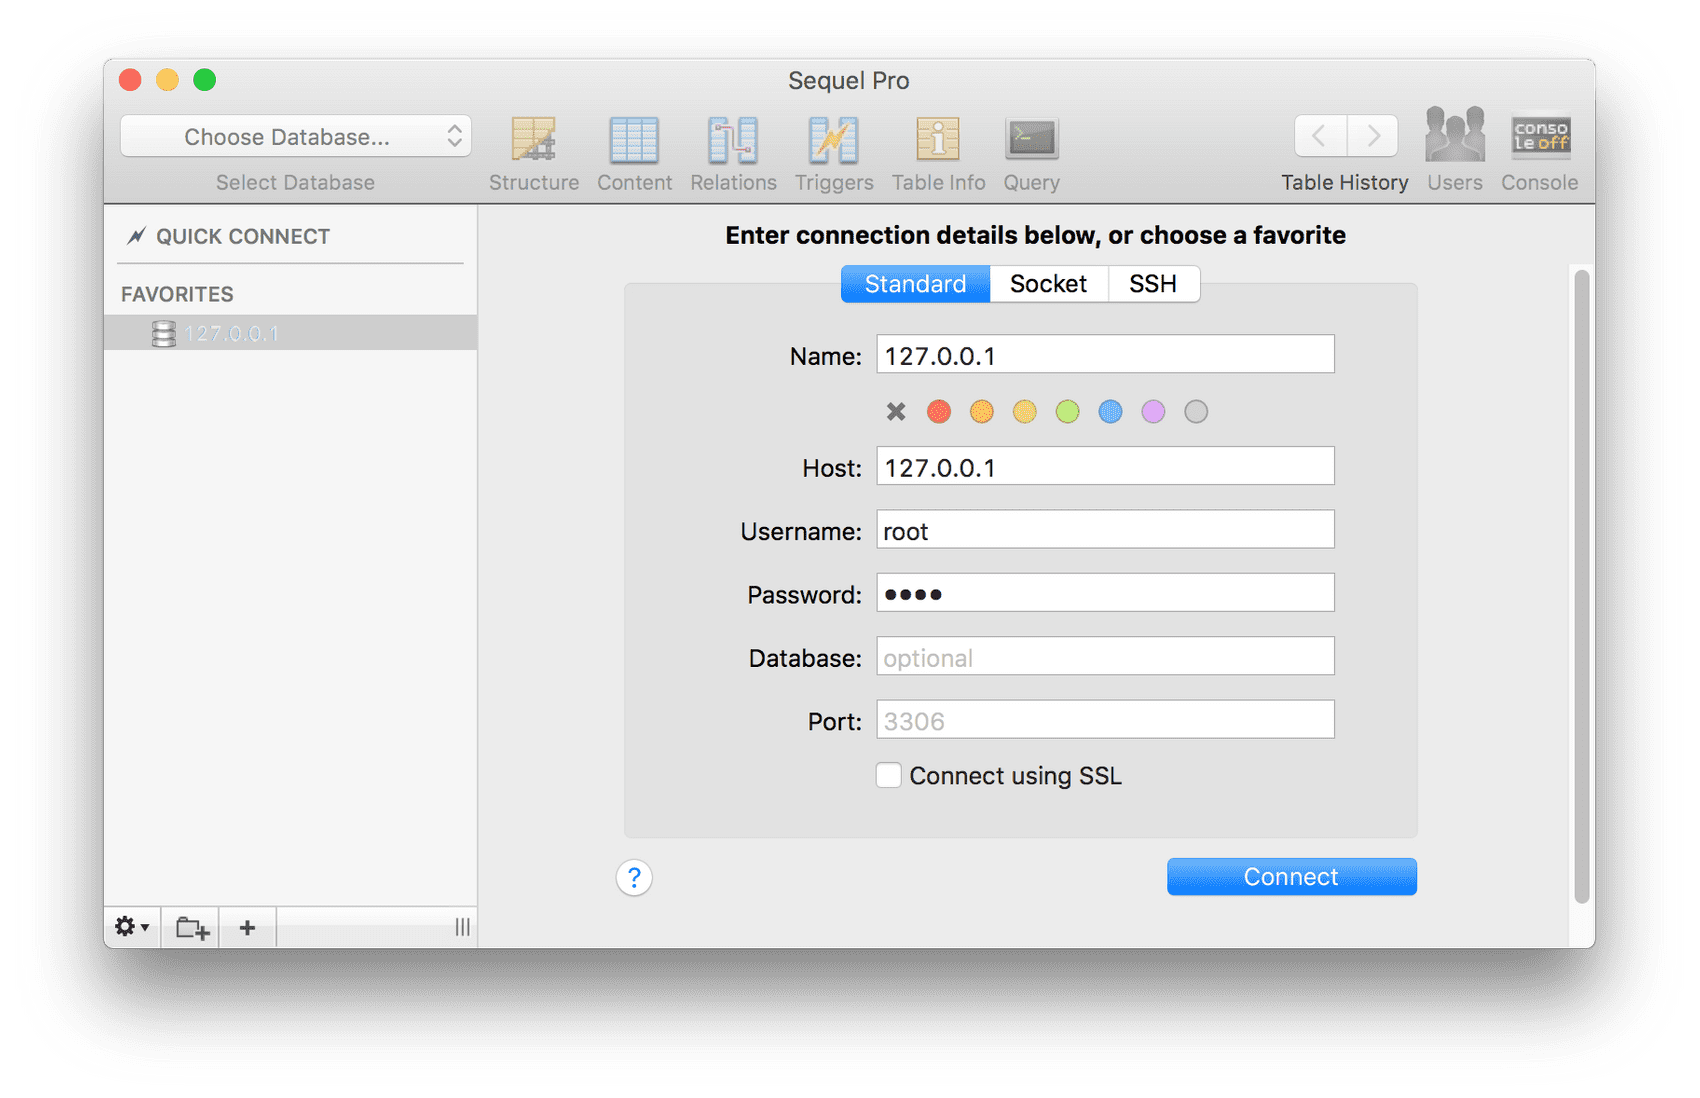 Sequel Pro
Choose Database...
Select Database
Structure
Content
Relations
Triggers
Table Info
Query
Table History
Users
conso
leoff
Console
QUICK CONNECT
FAVORITES
127.0.0.1
Enter connection details below, or choose a favorite
Standard
Socket
SSH
Name: 127.0.0.1
Host: 127.0.0.1
Username: root
Password: ••••
Database: optional
Port: 3306
Connect using SSL
?
Connect